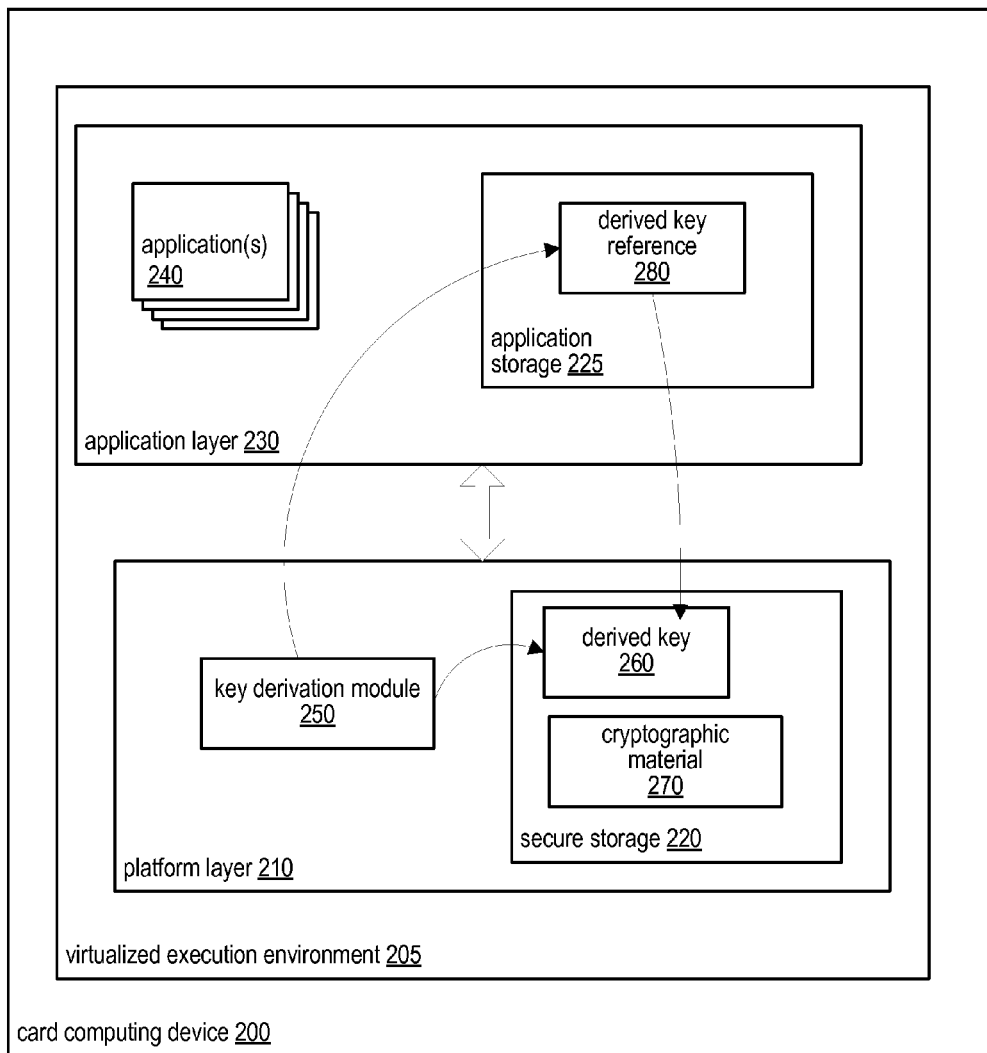 application(s)
240
derived key
reference
280
application
storage 225
application layer 230
key derivation module
250
derived key
260
cryptographic
material
270
secure storage 220
platform layer 210
virtualized execution environment 205
card computing device 200